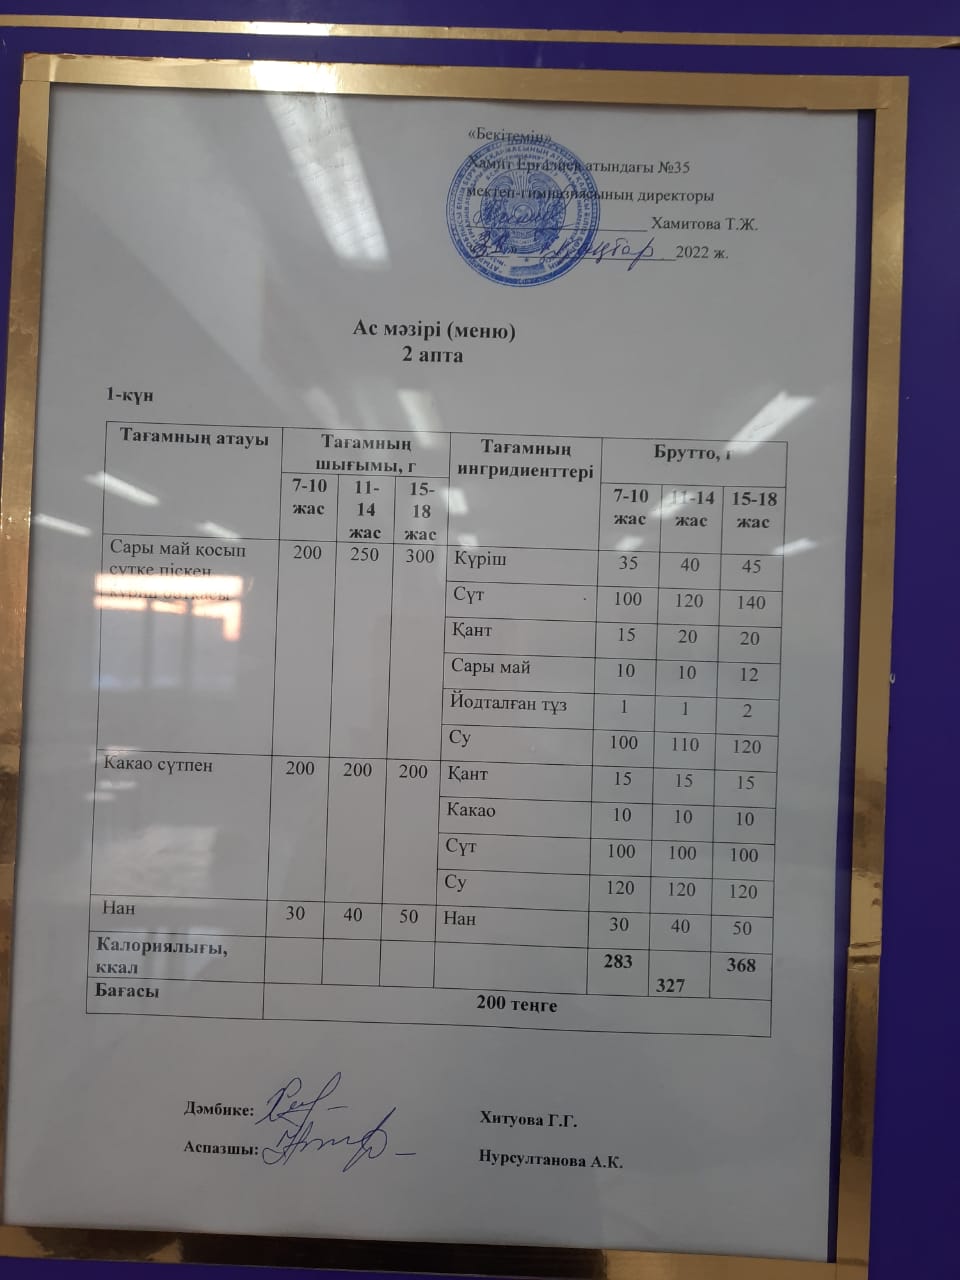 «Бекітемін»
Хамит Ерғалиев атындағы №35
мектеп-гимназиясының директоры
Хамитова Т.Ж.
2022 ж.
Ас мәзірі (меню)
2 апта
1-күн
Тағамның атауы
Тағамның шығымы, г
Тағамның ингридиенттері
Брутто, г
7-10 жас 11-14 жас 15-18 жас
7-10 жас 11-14 жас 15-18 жас
Сары май қосып 200 250 300 Күріш 35 40 45
сүтке піскен
күріш ботқасы
Сүт 100 120 140
Қант 15 20 20
Сары май 10 10 12
Йодталған тұз 1 1 2
Су 100 110 120
Какао сүтпен 200 200 200 Қант 15 15 15
Какао 10 10 10
Сүт 100 100 100
Су 120 120 120
Нан 30 40 50 Нан 30 40 50
Калориялығы, ккал 283 327 368
Бағасы 200 теңге
Дәмбике: Хитуова Г.Г.
Аспазшы: Нурсултанова А.К.